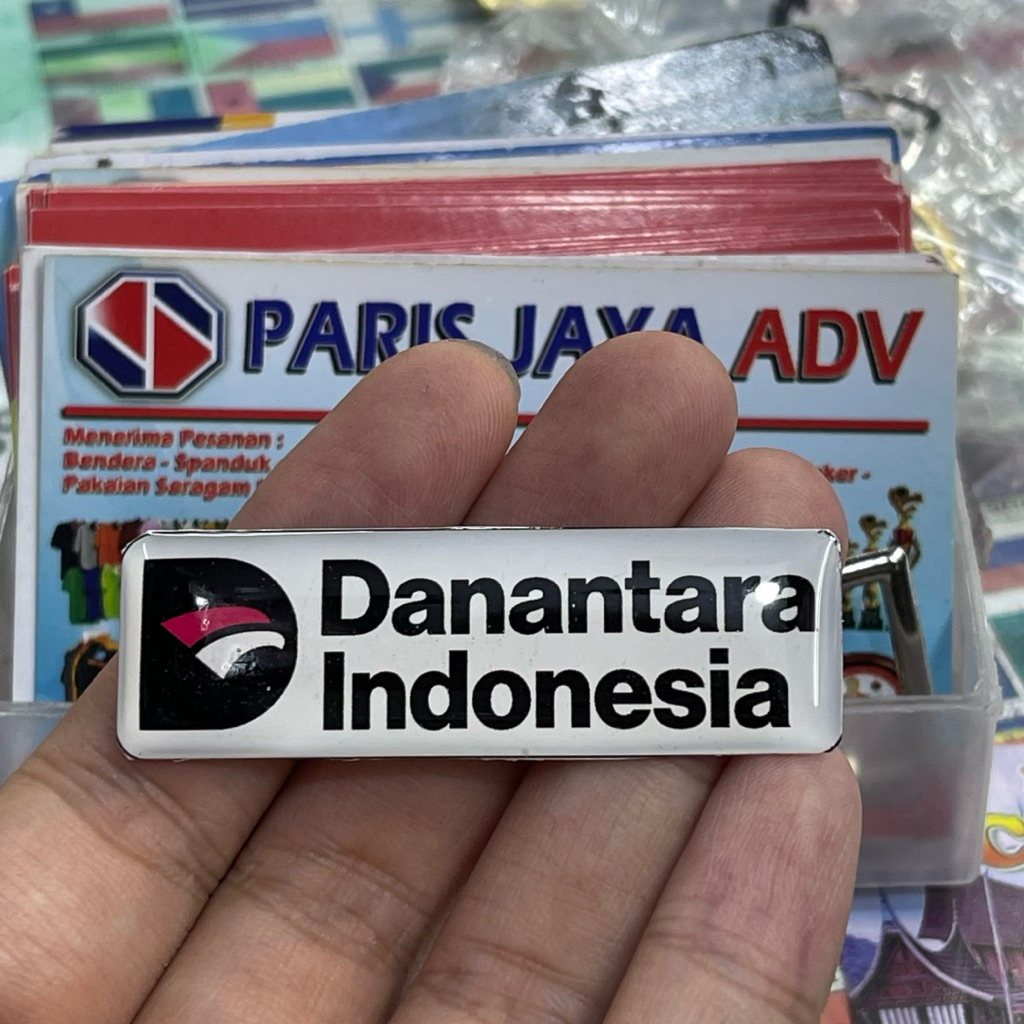 PARIS JAYA ADV
Menerima Pesanan :
Bendera - Spanduk
Pakaian Seragam
Danantara
Indonesia